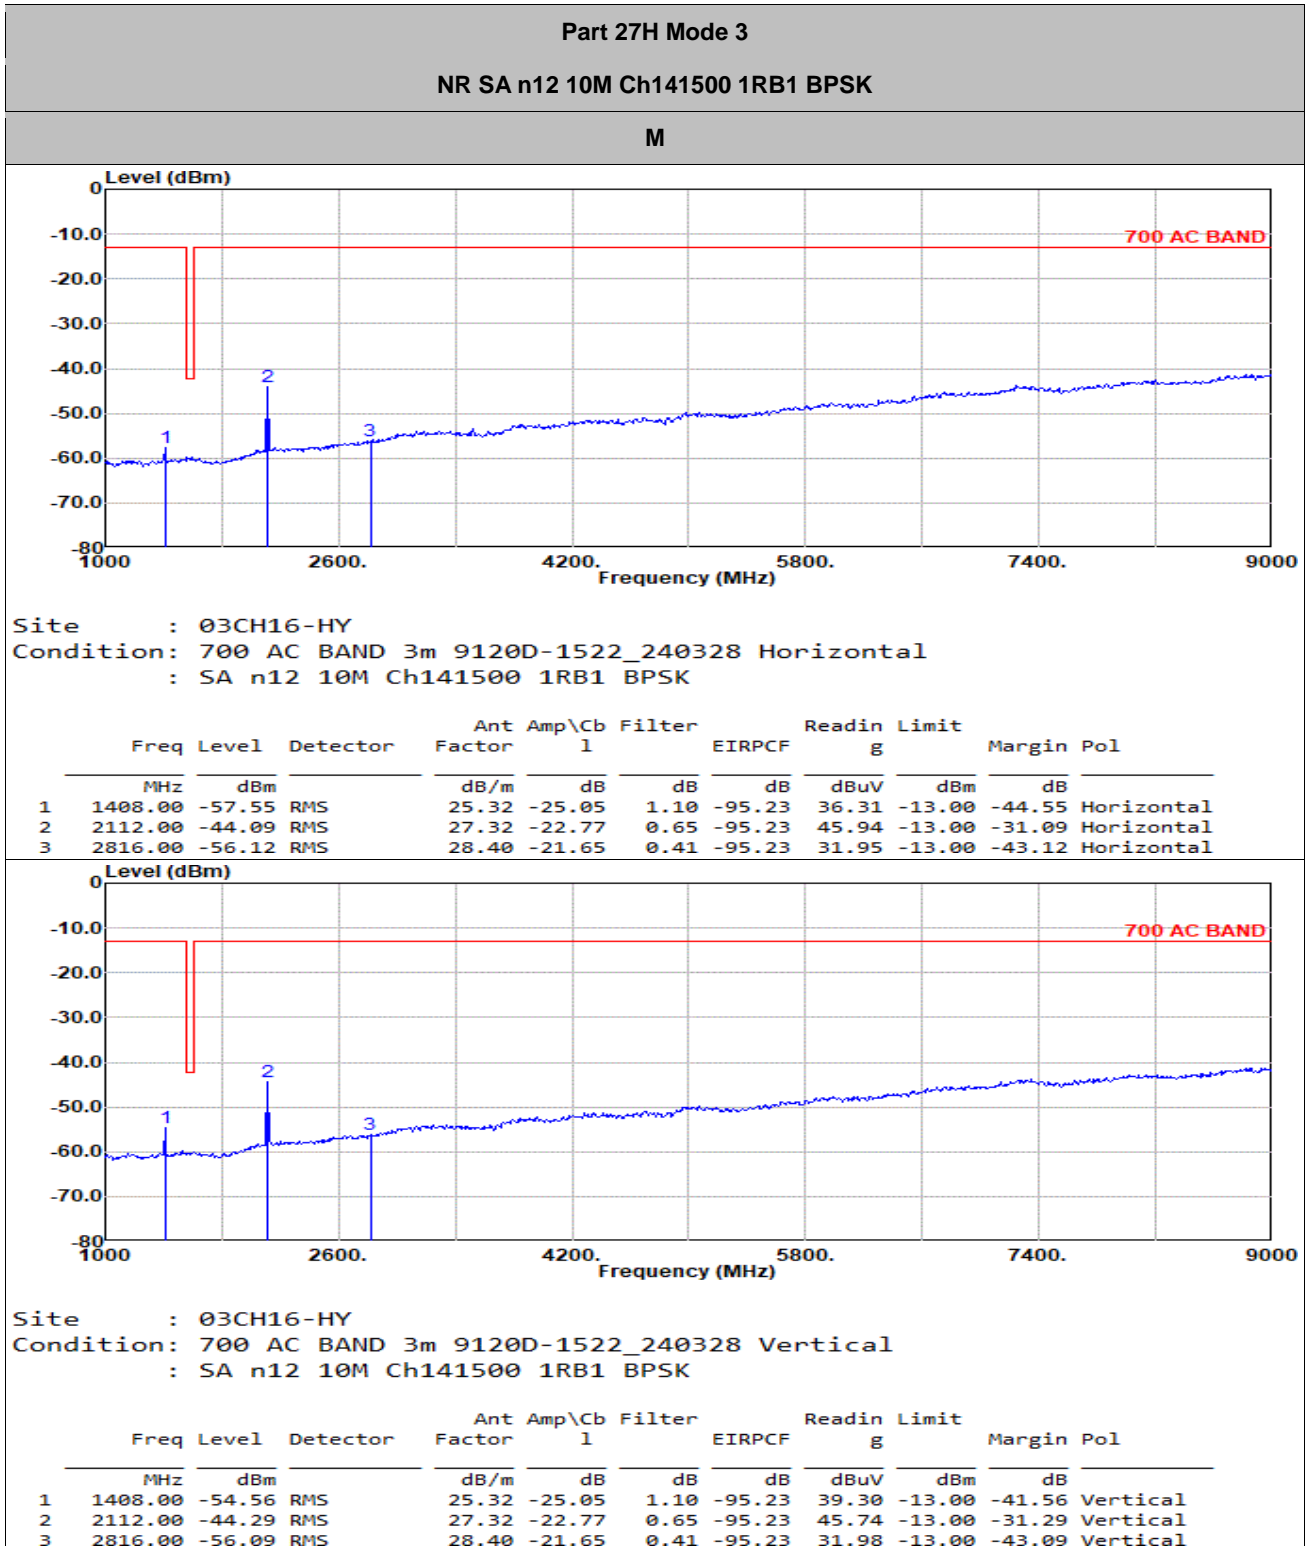 Part 27H Mode 3
NR SA n12 10M Ch141500 1RB1 BPSK
M
Level (dBm)
0
-10.0
700 AC BAND
-20.0
-30.0
-40.0
2
-50.0
1
3
-60.0
-70.0
-80
1000 2600. 4200. 5800. 7400. 9000
Frequency (MHz)
Site : 03CH16-HY
Condition: 700 AC BAND 3m 9120D-1522_240328 Horizontal
: SA n12 10M Ch141500 1RB1 BPSK
Ant Amp\Cb Filter Readin Limit
Freq Level Detector Factor l EIRPCF g Margin Pol
MHz dBm dB/m dB dB dB dBuV dBm dB
1 1408.00 -57.55 RMS 25.32 -25.05 1.10 -95.23 36.31 -13.00 -44.55 Horizontal
2 2112.00 -44.09 RMS 27.32 -22.77 0.65 -95.23 45.94 -13.00 -31.09 Horizontal
3 2816.00 -56.12 RMS 28.40 -21.65 0.41 -95.23 31.95 -13.00 -43.12 Horizontal
Level (dBm)
0
-10.0
700 AC BAND
-20.0
-30.0
-40.0
2
-50.0
1
3
-60.0
-70.0
-80
1000 2600. 4200. 5800. 7400. 9000
Frequency (MHz)
Site : 03CH16-HY
Condition: 700 AC BAND 3m 9120D-1522_240328 Vertical
: SA n12 10M Ch141500 1RB1 BPSK
Ant Amp\Cb Filter Readin Limit
Freq Level Detector Factor l EIRPCF g Margin Pol
MHz dBm dB/m dB dB dB dBuV dBm dB
1 1408.00 -54.56 RMS 25.32 -25.05 1.10 -95.23 39.30 -13.00 -41.56 Vertical
2 2112.00 -44.29 RMS 27.32 -22.77 0.65 -95.23 45.74 -13.00 -31.29 Vertical
3 2816.00 -56.09 RMS 28.40 -21.65 0.41 -95.23 31.98 -13.00 -43.09 Vertical